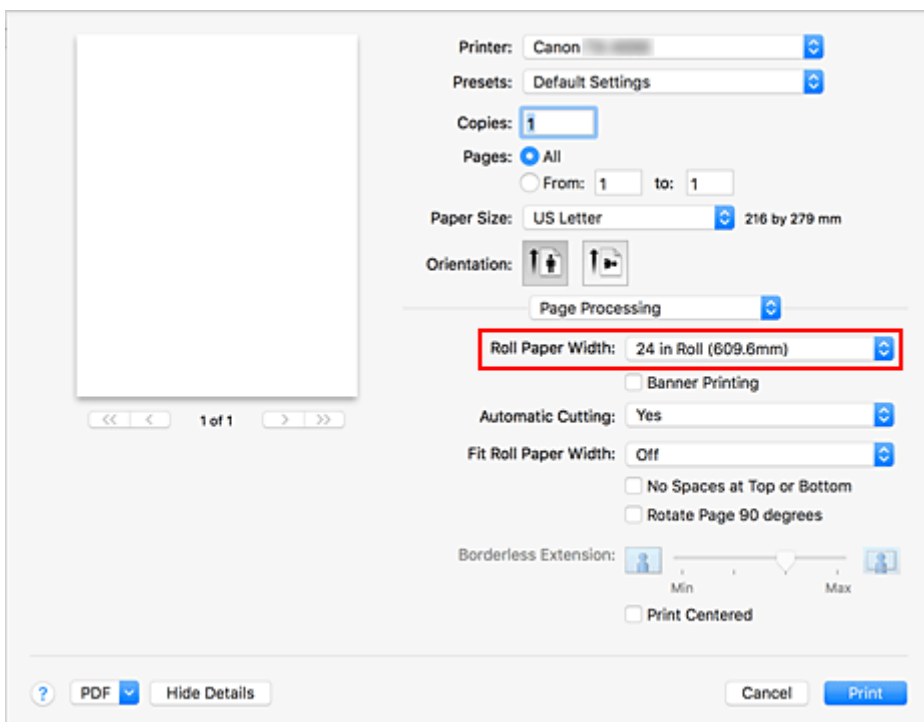 Printer: Canon
Presets: Default Settings
Copies: 1
Pages: All
From: 1 to: 1
Paper Size: US Letter 216 by 279 mm
Orientation:
Page Processing
Roll Paper Width: 24 in Roll (609.6mm)
Banner Printing
<< < 1 of 1 > >>
Automatic Cutting: Yes
Fit Roll Paper Width: Off
No Spaces at Top or Bottom
Rotate Page 90 degrees
Borderless Extension:
Min Max
Print Centered
? PDF Hide Details Cancel Print